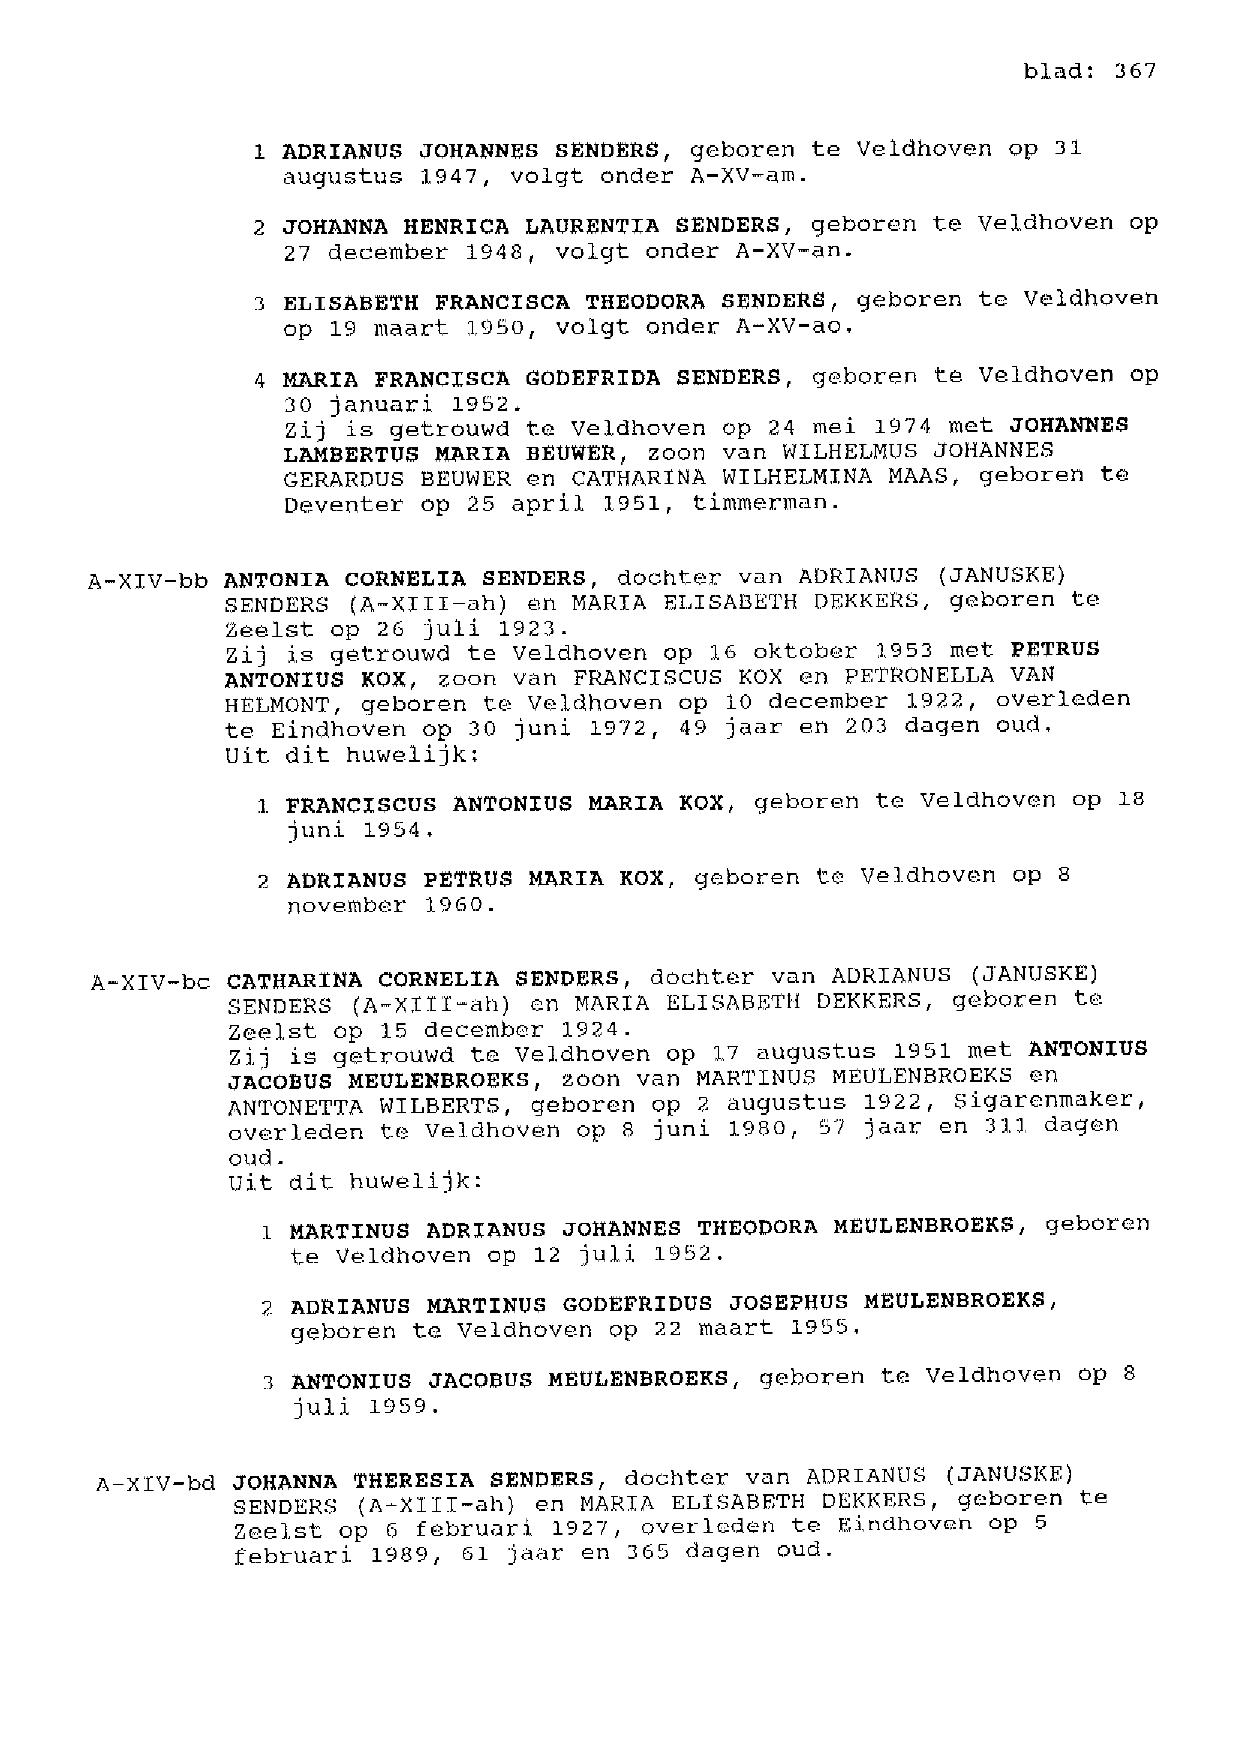 blad: 367
1 ADRIANUS JOHANNES SENDERS, geboren te Veldhoven op 31
augustus 1947, volgt onder A-XV-am.
2 JOHANNA HENRICA LAURENTIA SENDERS, geboren te Veldhoven op
27 december 1948, volgt onder A-XV-an.
3 ELISABETH FRANCISCA THEODORA SENDERS, geboren te Veldhoven
op 19 maart 1950, volgt onder A-XV-ao.
4 MARIA FRANCISCA GODEFRIDA SENDERS, geboren te Veldhoven op
30 januari 1952.
Zij is getrouwd te Veldhoven op 24 mei 1974 met JOHANNES
LAMBERTUS MARIA BEUWER, zoon van WILHELMUS JOHANNES
GERARDUS BEUWER en CATHARINA WILHELMINA MAAS, geboren te
Deventer op 25 april 1951, timmerman.
A-XIV-bb ANTONIA CORNELIA SENDERS, dochter van ADRIANUS (JANUSKE)
SENDERS (A-XIII-ah) en MARIA ELISABETH DEKKERS, geboren te
Zeelst op 26 juli 1923.
Zij is getrouwd te Veldhoven op 16 oktober 1953 met PETRUS
ANTONIUS KOX, zoon van FRANCISCUS KOX en PETRONELLA VAN
HELMONT, geboren te Veldhoven op 10 december 1922, overleden
te Eindhoven op 30 juni 1972, 49 jaar en 203 dagen oud.
Uit dit huwelijk:
1 FRANCISCUS ANTONIUS MARIA KOX, geboren te Veldhoven op 18
juni 1954.
2 ADRIANUS PETRUS MARIA KOX, geboren te Veldhoven op 8
november 1960.
A-XIV-bc CATHARINA CORNELIA SENDERS, dochter van ADRIANUS (JANUSKE)
SENDERS (A-XIII-ah) en MARIA ELISABETH DEKKERS, geboren te
Zeelst op 15 december 1924.
Zij is getrouwd te Veldhoven op 17 augustus 1951 met ANTONIUS
JACOBUS MEULENBROEKS, zoon van MARTINUS MEULENBROEKS en
ANTONETTA WILBERTS, geboren op 2 augustus 1922, Sigarenmaker,
overleden te Veldhoven op 8 juni 1980, 57 jaar en 311 dagen
oud.
Uit dit huwelijk:
1 MARTINUS ADRIANUS JOHANNES THEODORA MEULENBROEKS, geboren
te Veldhoven op 12 juli 1952.
2 ADRIANUS MARTINUS GODEFRIDUS JOSEPHUS MEULENBROEKS,
geboren te Veldhoven op 22 maart 1955.
3 ANTONIUS JACOBUS MEULENBROEKS, geboren te Veldhoven op 8
juli 1959.
A-XIV-bd JOHANNA THERESIA SENDERS, dochter van ADRIANUS (JANUSKE)
SENDERS (A-XIII-ah) en MARIA ELISABETH DEKKERS, geboren te
Zeelst op 6 februari 1927, overleden te Eindhoven op 5
februari 1989, 61 jaar en 365 dagen oud.